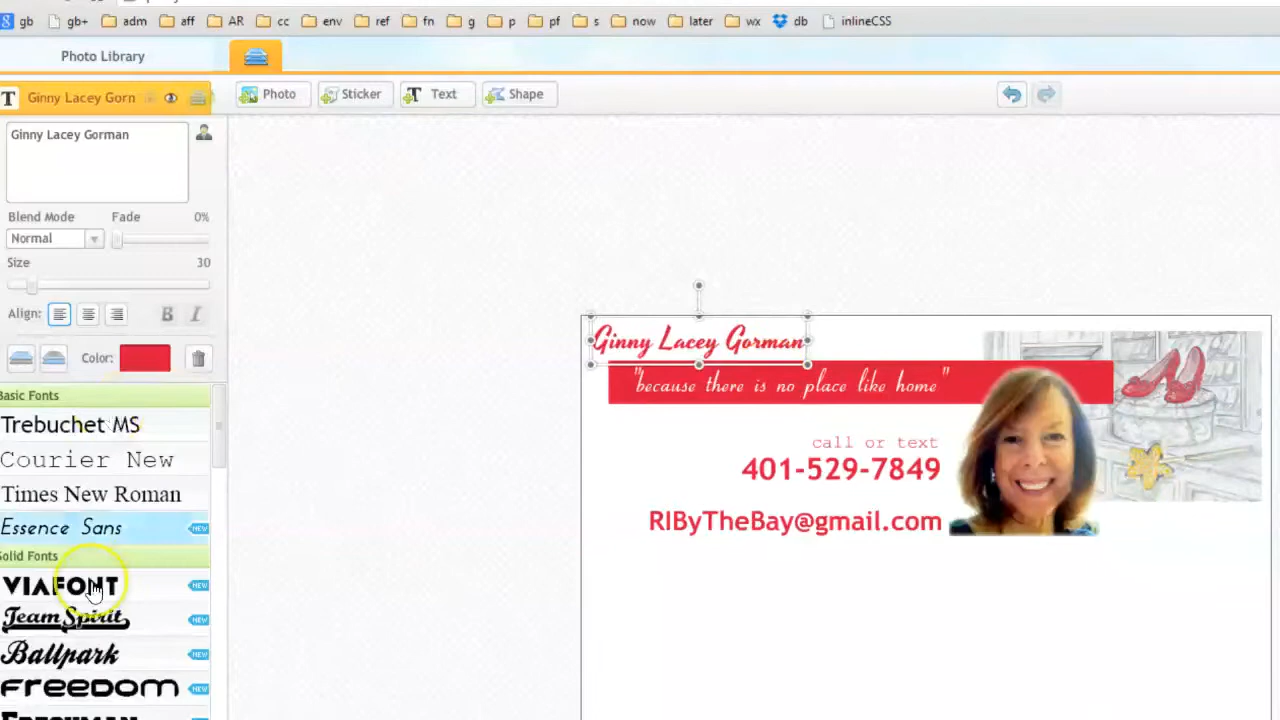 gb gb+ adm aff AR cc env ref fn g p pf s now later wx db inlineCSS
Photo Library
T Ginny Lacey Gorn Photo Sticker T Text Shape
Ginny Lacey Gorman
Blend Mode Fade 0%
Normal
Size 30
Align: B I
Color:
Basic Fonts
Trebuchet MS
Courier New
Times New Roman
Essence Sans NEW
Solid Fonts
VIAFONT NEW
Team Spirit NEW
Ballpark NEW
FREEDOM NEW
FRESHMAN
Ginny Lacey Gorman
"because there is no place like home"
call or text
401-529-7849
RIByTheBay@gmail.com